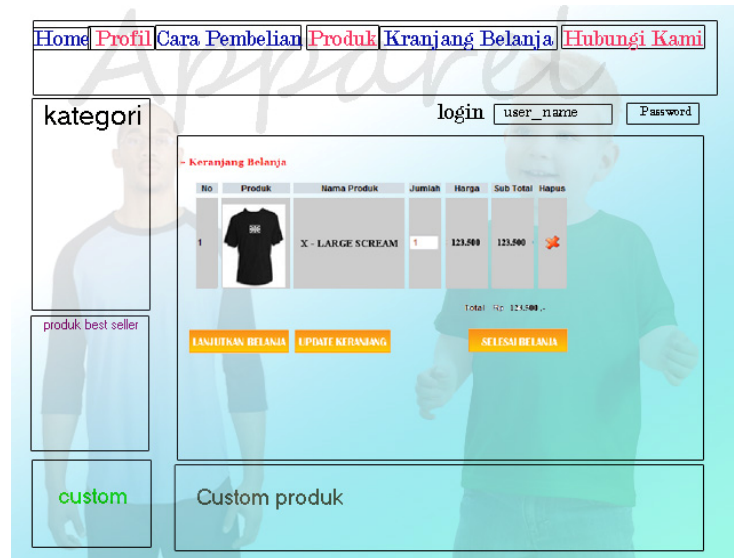 Apparel
Home Profil Cara Pembelian Produk Kranjang Belanja Hubungi Kami
kategori
login user_name Password
- Keranjang Belanja
No Produk Nama Produk Jumlah Harga Sub Total Hapus
1 X - LARGE SCREAM 1 123.500 123.500
Total Rp 123.500 ,-
produk best seller
LANJUTKAN BELANJA UPDATE KERANJANG SELESAI BELANJA
custom
Custom produk